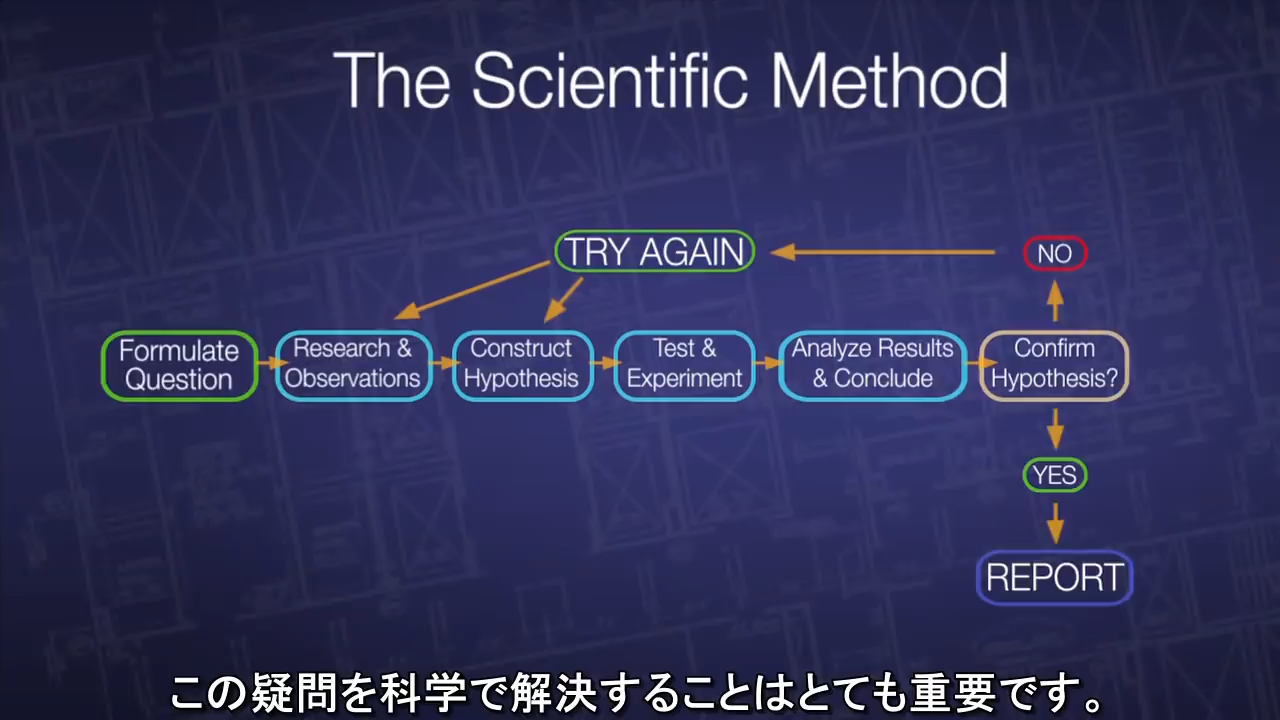 The Scientific Method
TRY AGAIN
NO
Formulate
Question
Research &
Observations
Construct
Hypothesis
Test &
Experiment
Analyze Results
& Conclude
Confirm
Hypothesis?
YES
REPORT
この疑問を科学で解決することはとても重要です。